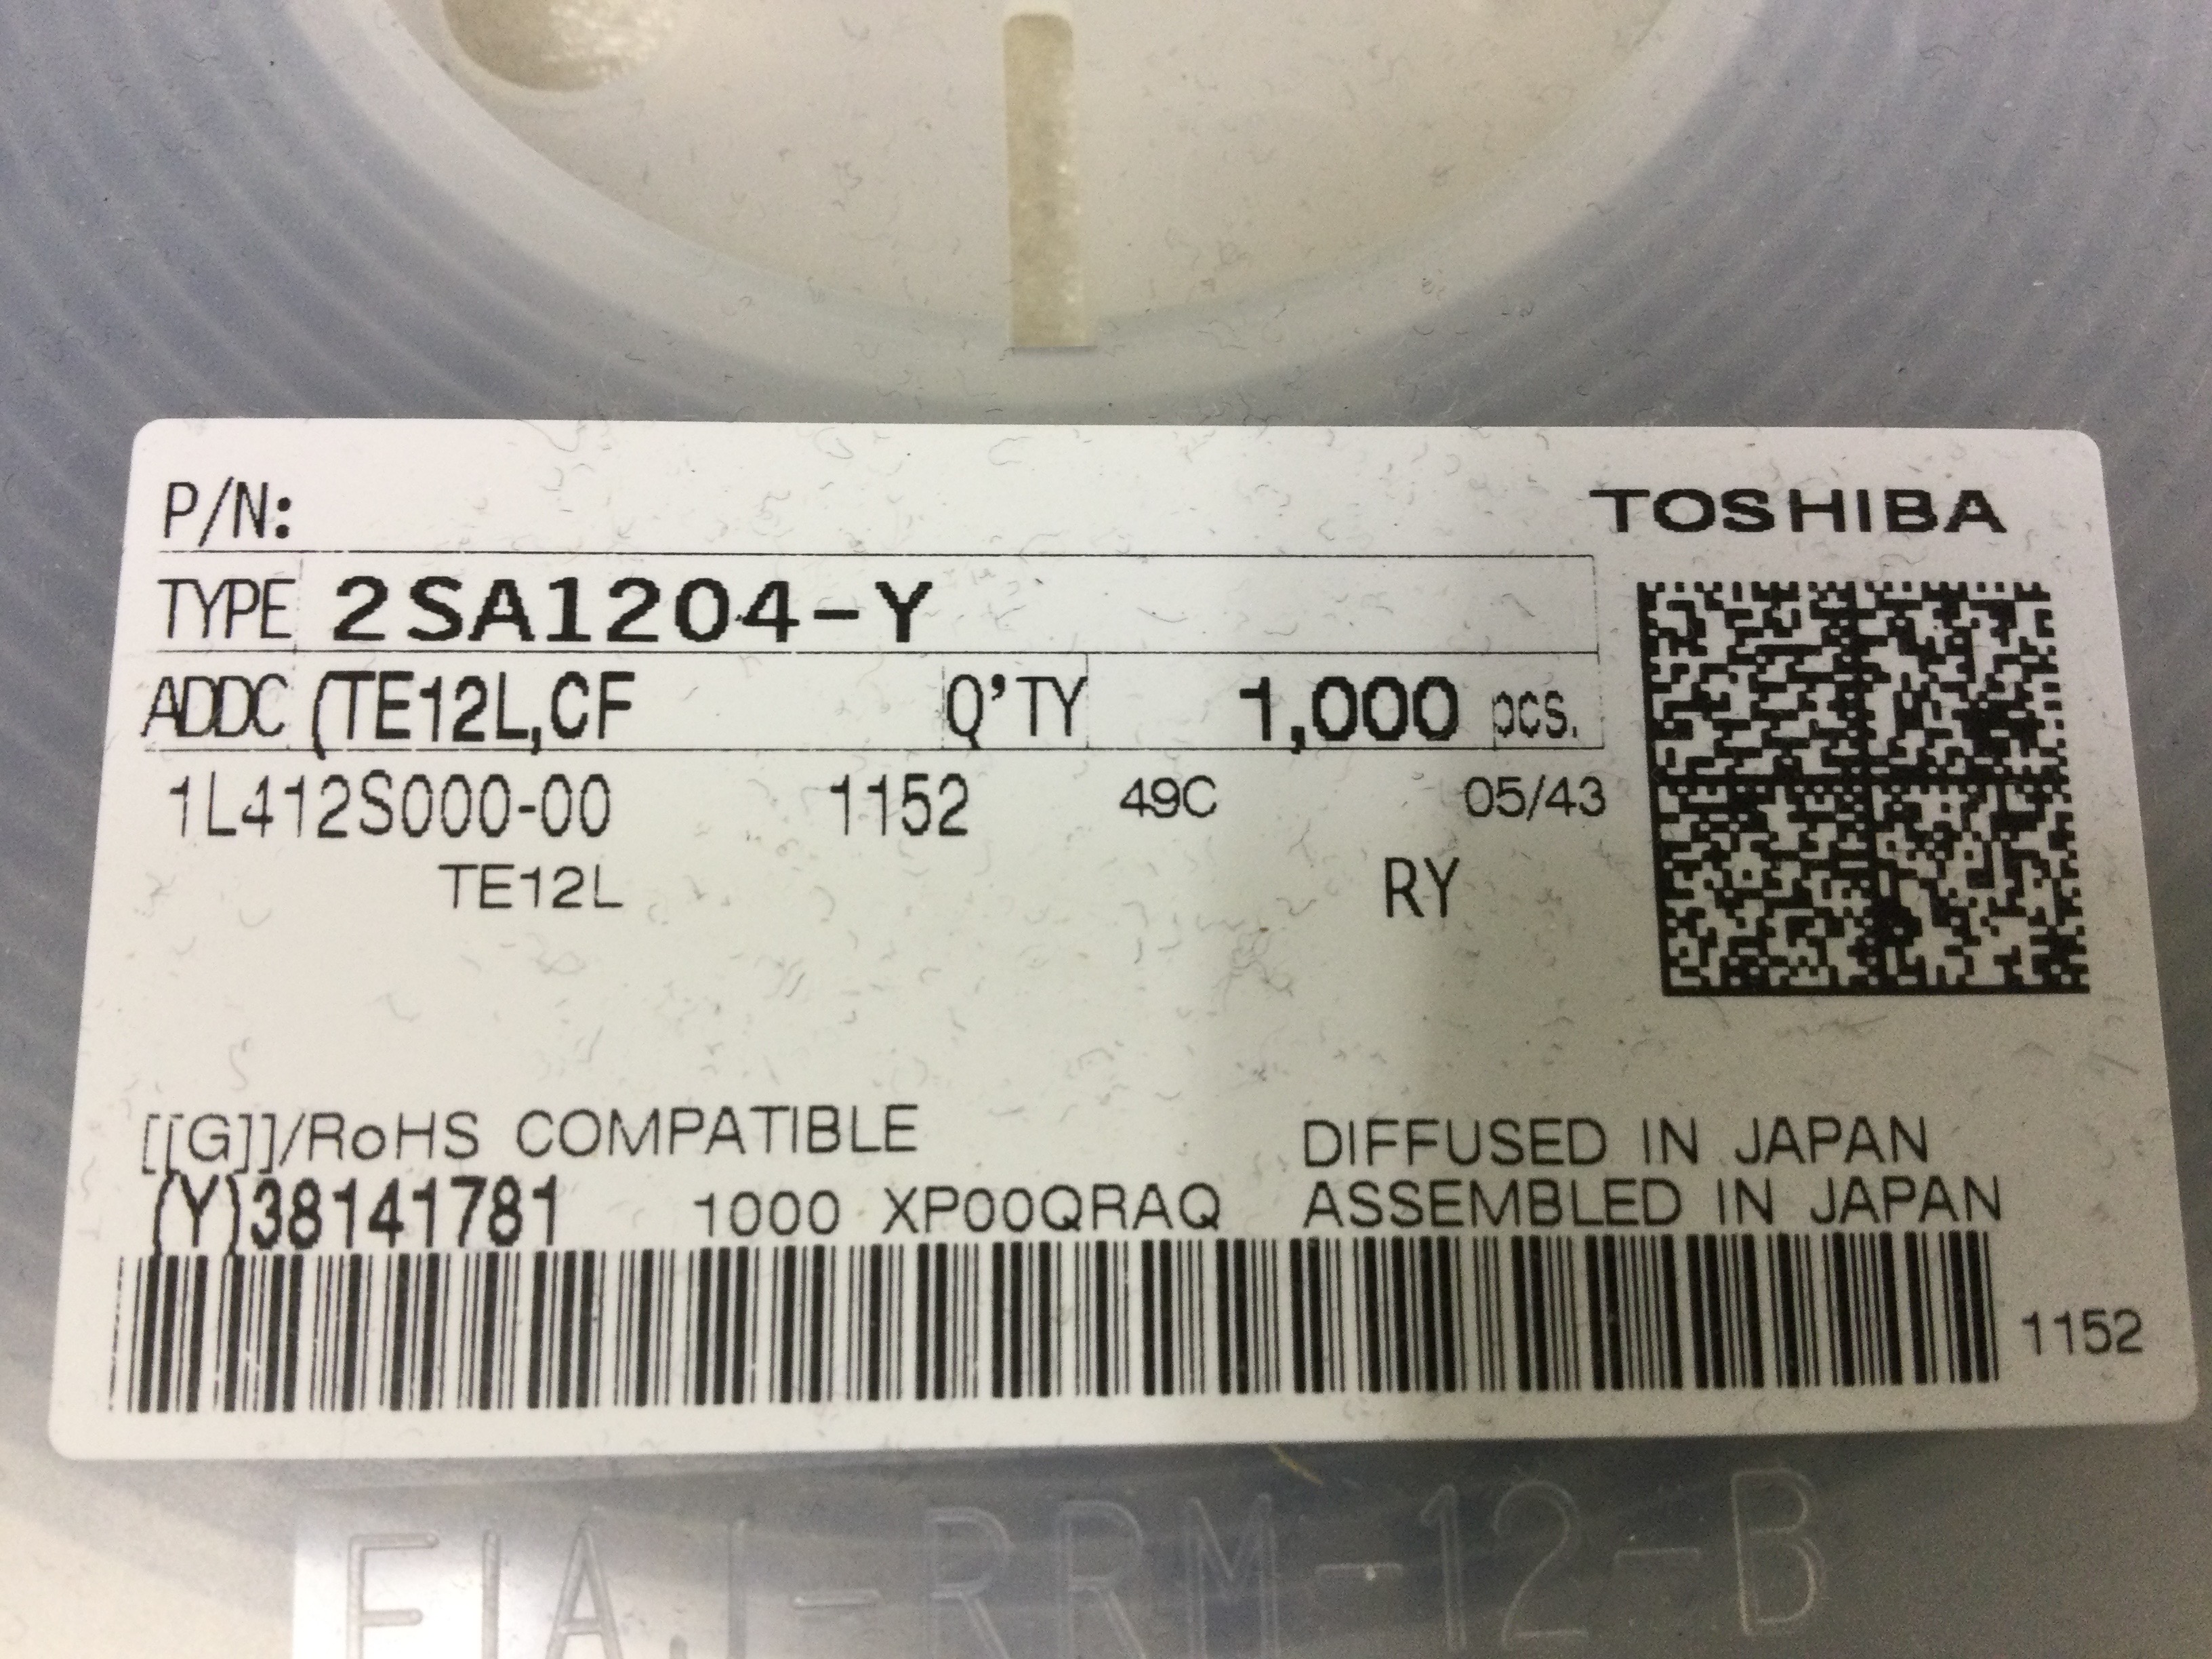 P/N:
TOSHIBA
TYPE 2SA1204-Y
ADDC (TE12L,CF Q'TY 1,000 pcs.
1L412S000-00 1152 49C 05/43
TE12L RY
[[G]]/RoHS COMPATIBLE DIFFUSED IN JAPAN
(Y)38141781 1000 XP00QRAQ ASSEMBLED IN JAPAN
1152
EIAJ-RRM-12-B